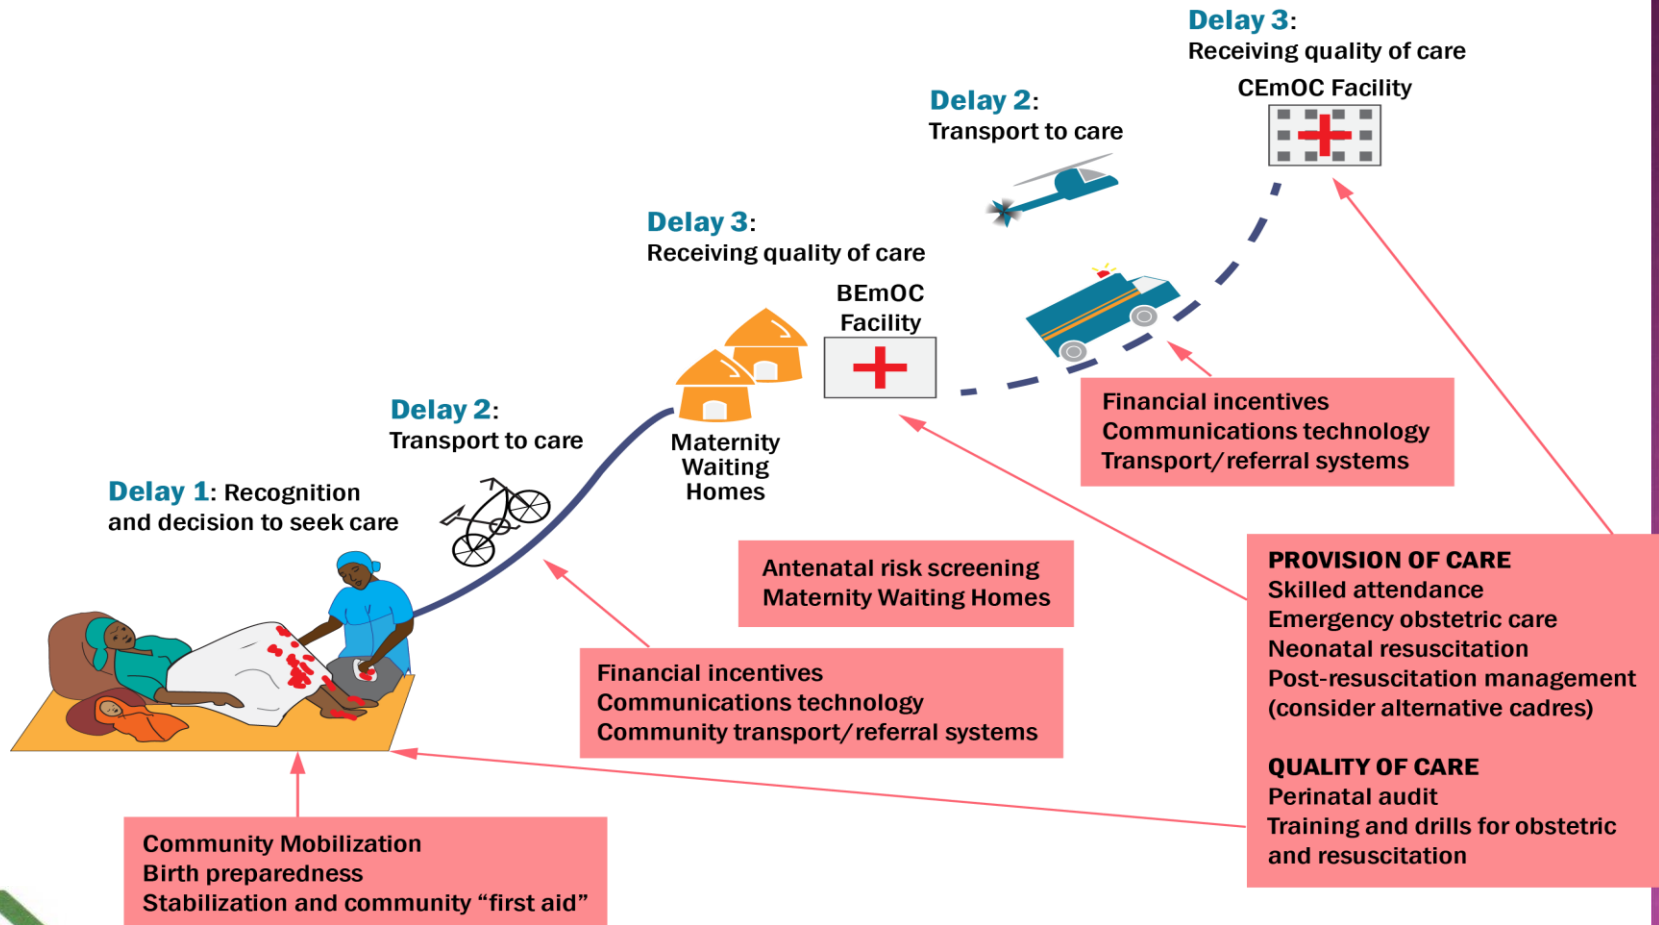 Delay 3:
Receiving quality of care
CEmOC Facility
Delay 2:
Transport to care
Delay 3:
Receiving quality of care
BEmOC
Facility
Maternity
Waiting
Homes
Delay 2:
Transport to care
Delay 1: Recognition
and decision to seek care
Financial incentives
Communications technology
Transport/referral systems
Antenatal risk screening
Maternity Waiting Homes
Financial incentives
Communications technology
Community transport/referral systems
PROVISION OF CARE
Skilled attendance
Emergency obstetric care
Neonatal resuscitation
Post-resuscitation management
(consider alternative cadres)
QUALITY OF CARE
Perinatal audit
Training and drills for obstetric
and resuscitation
Community Mobilization
Birth preparedness
Stabilization and community “first aid”